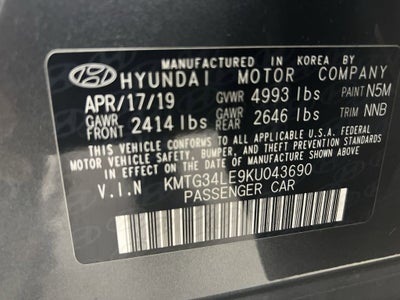 MANUFACTURED IN KOREA BY
HYUNDAI MOTOR COMPANY
APR/17/19 GVWR 4993 lbs PAINT N5M
GAWR FRONT 2414 lbs GAWR REAR 2646 lbs TRIM NNB
THIS VEHICLE CONFORMS TO ALL APPLICABLE U.S.A. FEDERAL
MOTOR VEHICLE SAFETY AND THEFT PREVENTION STANDARDS
IN EFFECT ON THE DATE OF MANUFACTURE SHOWN ABOVE.
V.I.N KMTG34LE9KU043690
PASSENGER CAR